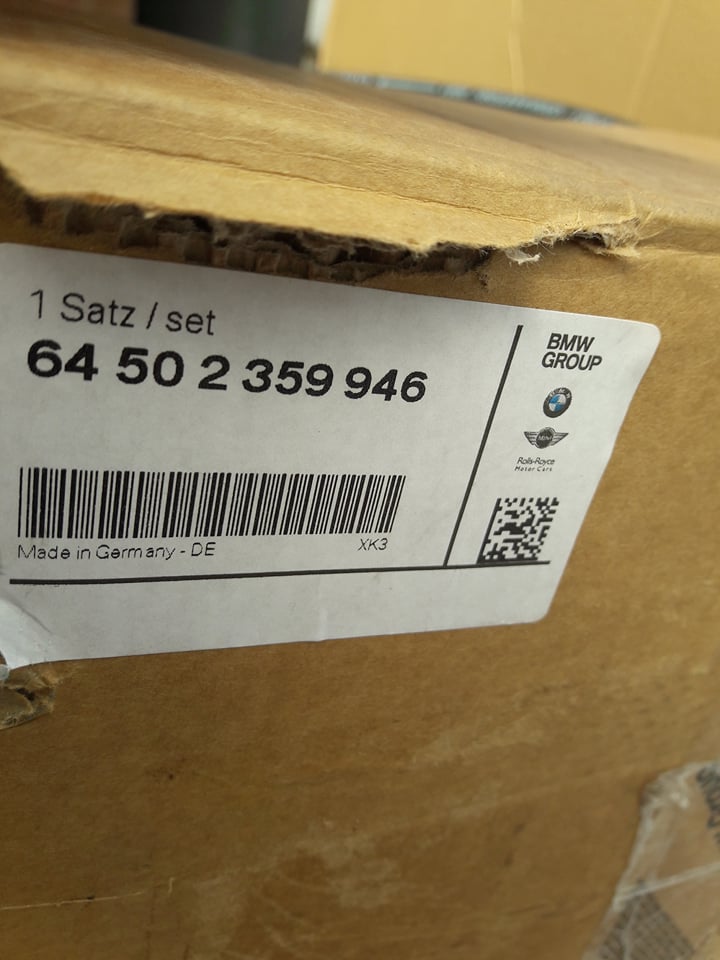 1 Satz / set
64 50 2 359 946
Made in Germany - DE
XK3
BMW
GROUP
Rolls-Royce
Motor Cars